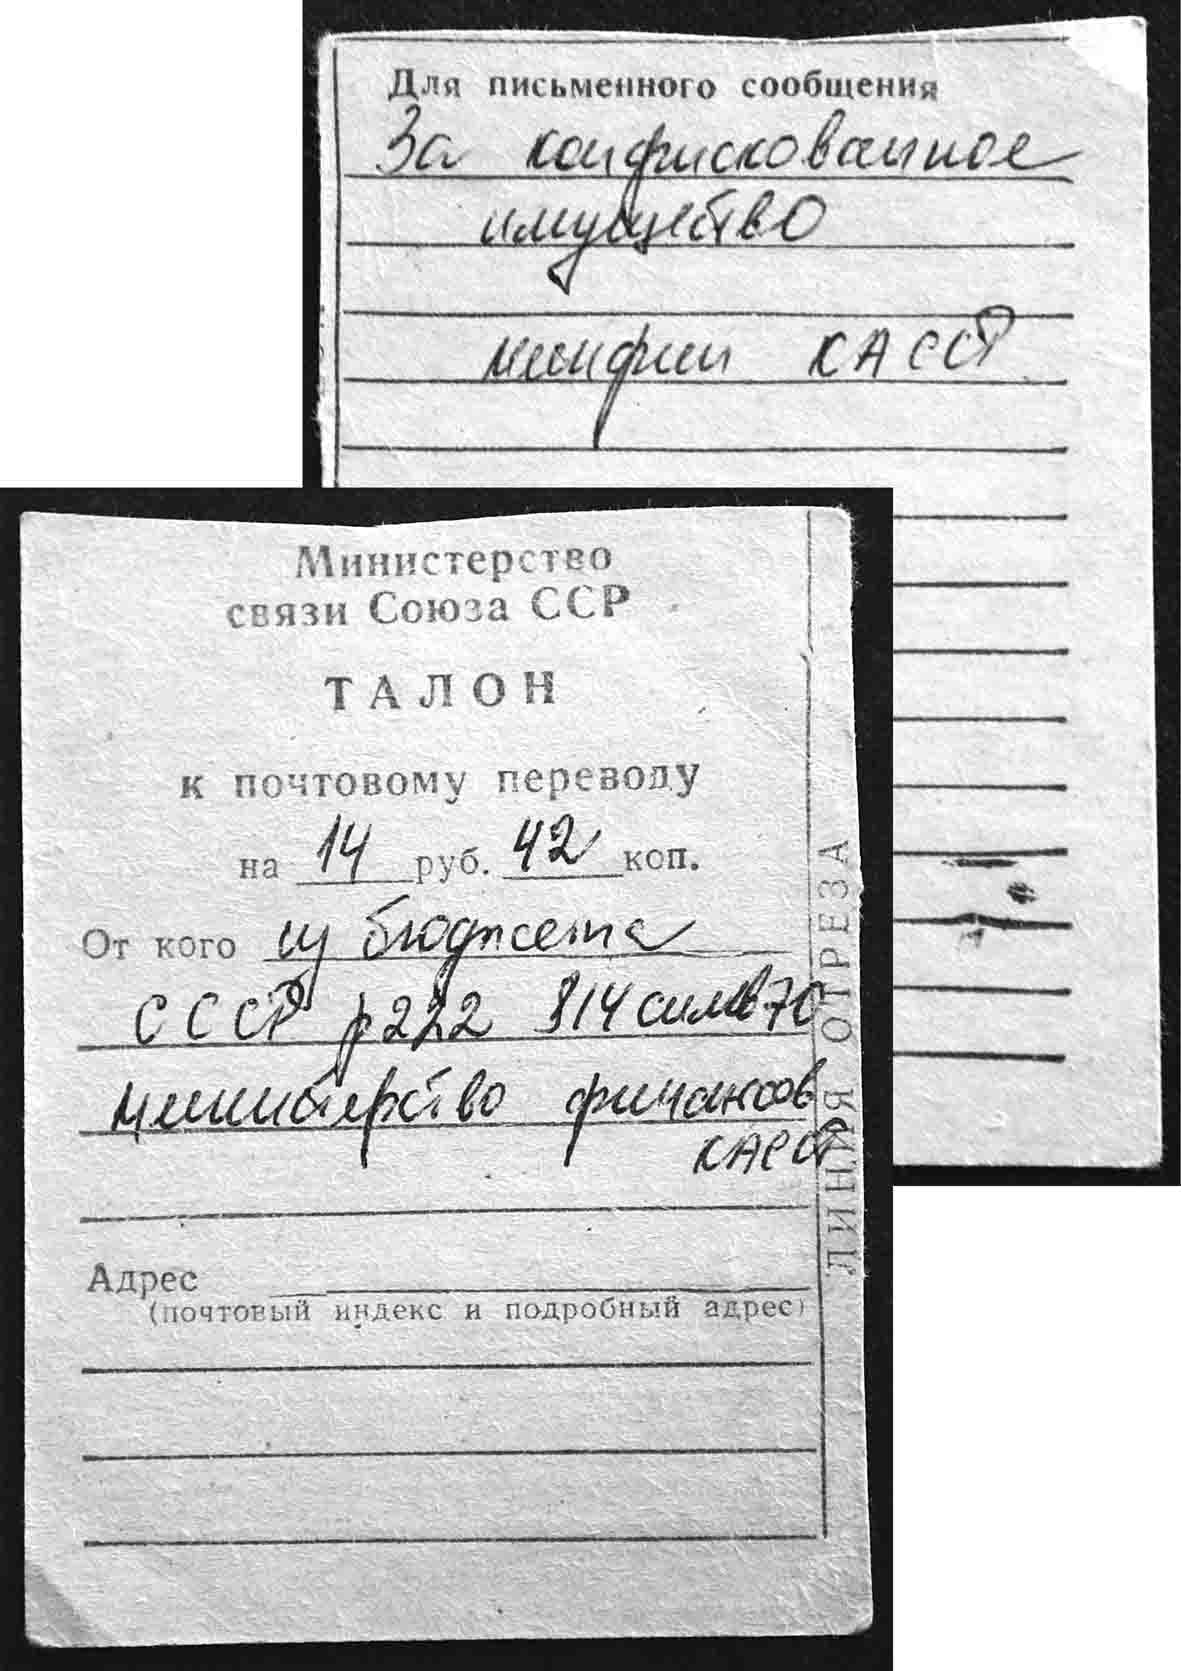 Для письменного сообщения
За конфискованное
имущество
минфин КАССР
Министерство
связи Союза ССР
ТАЛОН
к почтовому переводу
на 14 руб. 42 коп.
От кого из бюджета
СССР р222 814 симв 70
министерство финансов
КАССР
Адрес
(почтовый индекс и подробный адрес)
ЛИНИЯ ОТРЕЗА